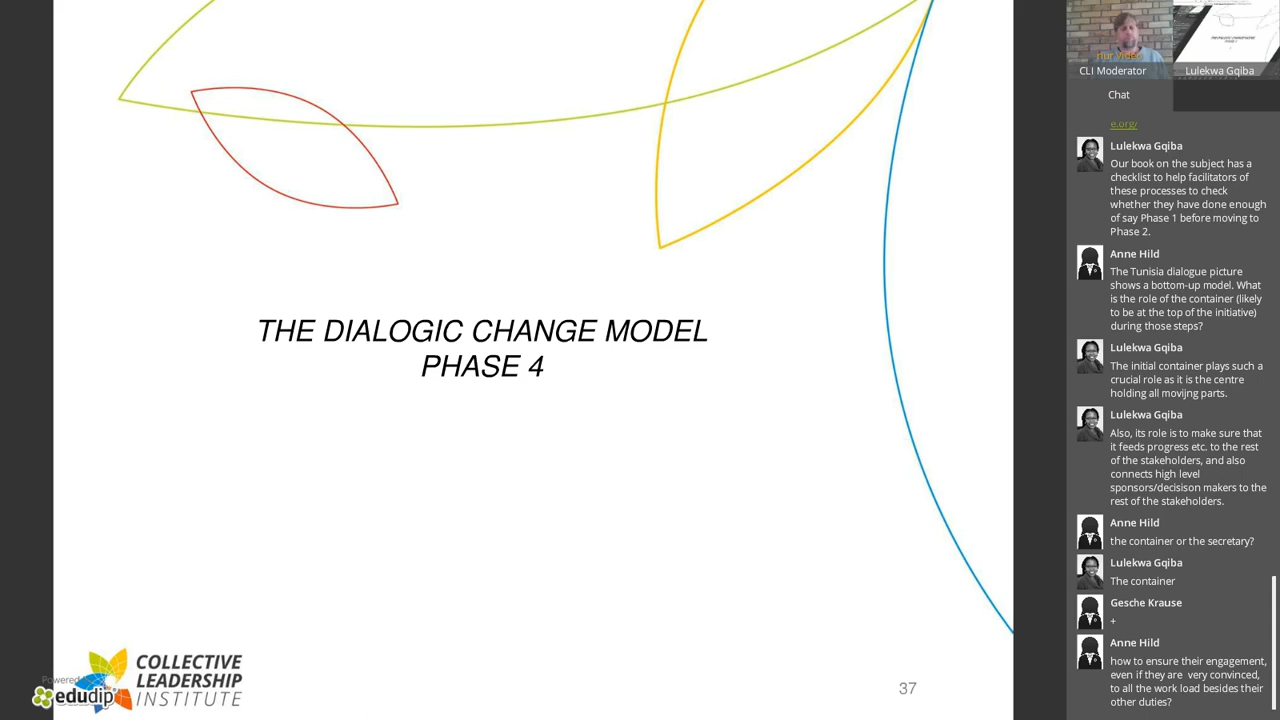 THE DIALOGIC CHANGE MODEL
PHASE 4
COLLECTIVE
LEADERSHIP
INSTITUTE
Powered
edudip
37
CLI Moderator
Lulekwa Gqiba
Chat
e.org/
Lulekwa Gqiba
Our book on the subject has a
checklist to help facilitators of
these processes to check
whether they have done enough
of say Phase 1 before moving to
Phase 2.
Anne Hild
The Tunisia dialogue picture
shows a bottom-up model. What
is the role of the container (likely
to be at the top of the initiative)
during those steps?
Lulekwa Gqiba
The initial container plays such a
crucial role as it is the centre
holding all movijng parts.
Lulekwa Gqiba
Also, its role is to make sure that
it feeds progress etc. to the rest
of the stakeholders, and also
connects high level
sponsors/decisison makers to the
rest of the stakeholders.
Anne Hild
the container or the secretary?
Lulekwa Gqiba
The container
Gesche Krause
+
Anne Hild
how to ensure their engagement,
even if they are  very convinced,
to all the work load besides their
other duties?